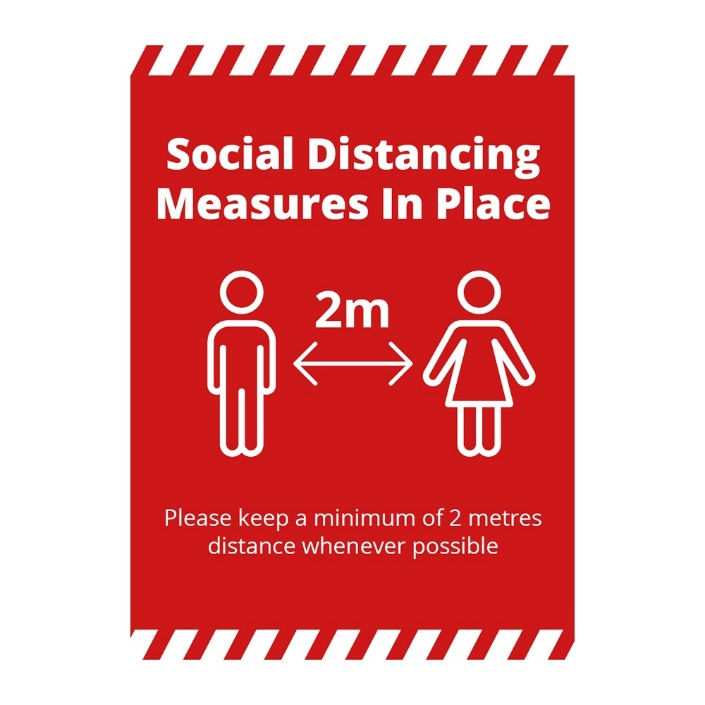 Social Distancing
Measures In Place
2m
Please keep a minimum of 2 metres
distance whenever possible